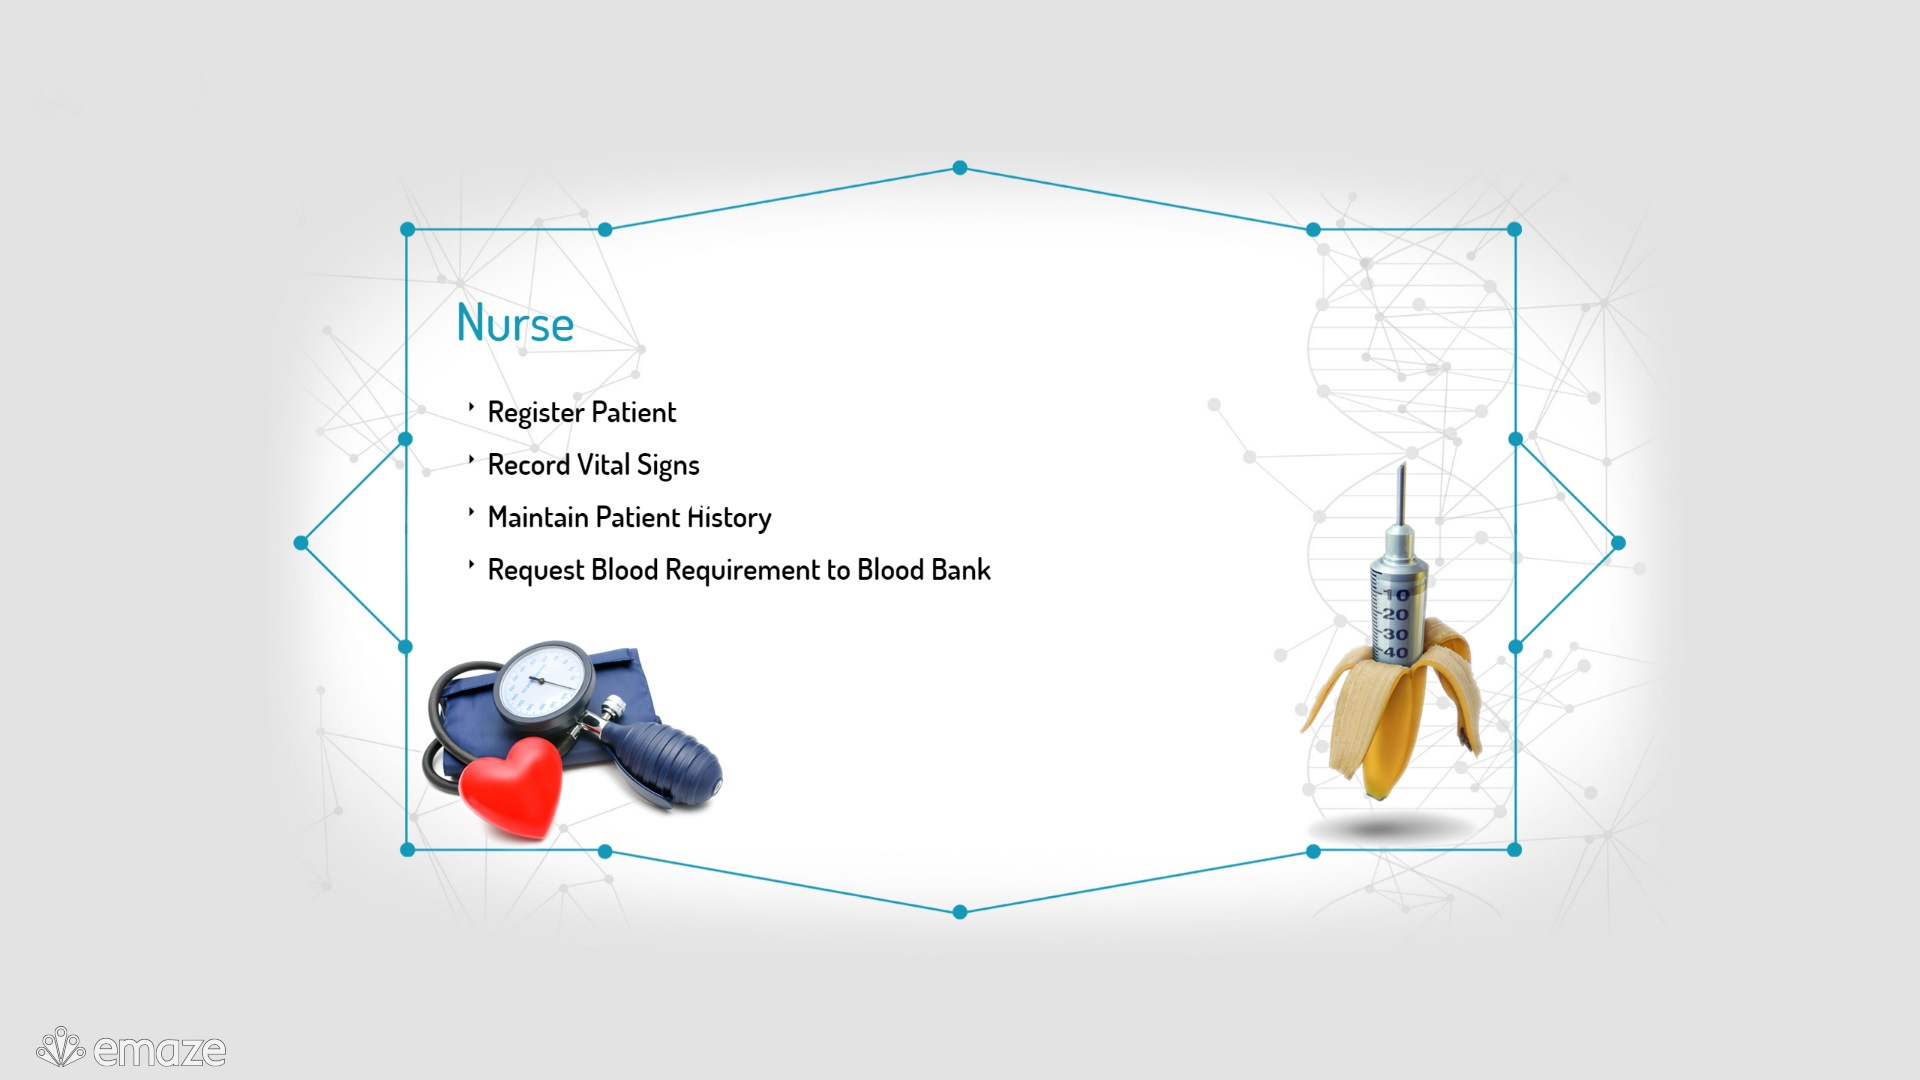 Nurse
Register Patient
Record Vital Signs
Maintain Patient History
Request Blood Requirement to Blood Bank
10
20
30
40
emaze